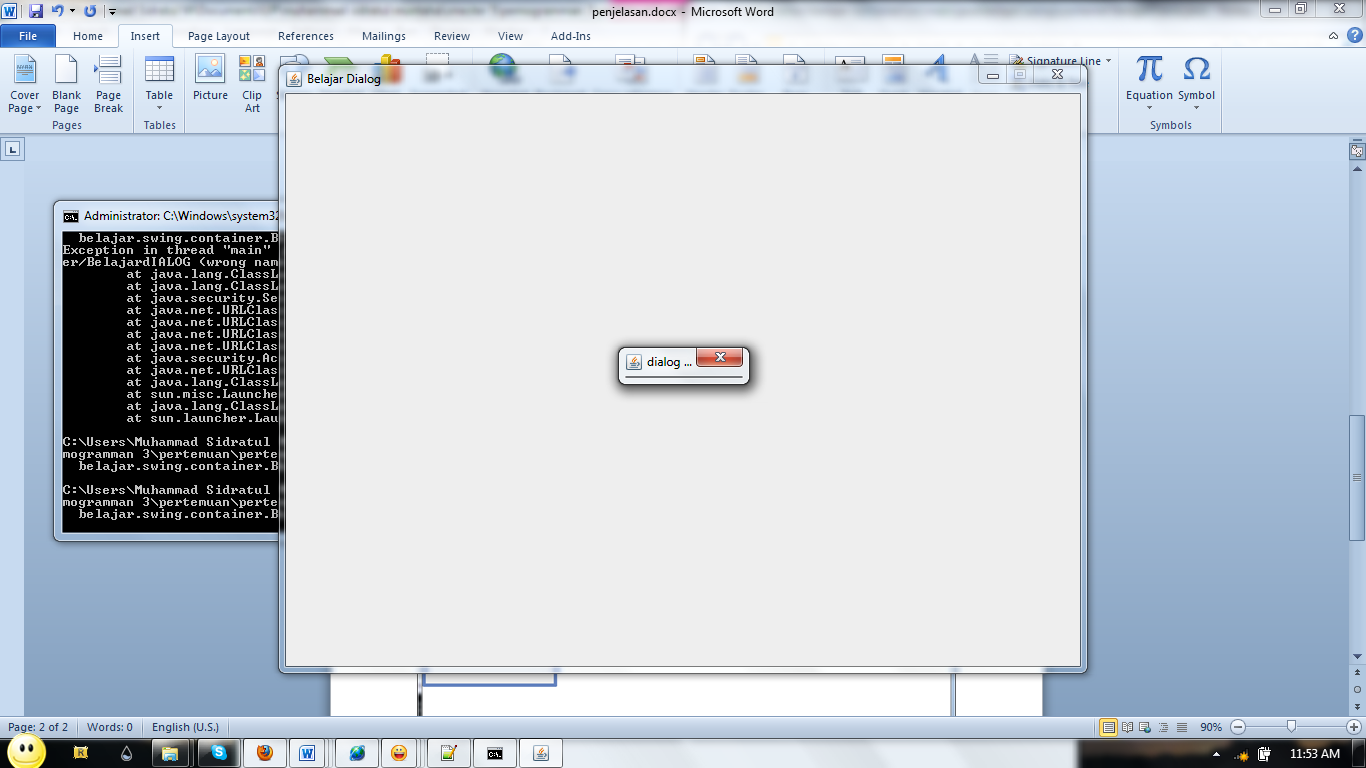 penjelasan.docx - Microsoft Word
File Home Insert Page Layout References Mailings Review View Add-Ins
Cover Page
Blank Page
Page Break
Table
Picture
Clip Art
Signature Line
Equation
Symbol
Pages
Tables
Symbols
Belajar Dialog
Administrator: C:\Windows\system32
belajar.swing.container.B
Exception in thread "main"
er/BelajardIALOG (wrong nam
at java.lang.ClassL
at java.lang.ClassL
at java.security.Se
at java.net.URLClas
at java.net.URLClas
at java.net.URLClas
at java.net.URLClas
at java.security.Ac
at java.net.URLClas
at java.lang.ClassL
at sun.misc.Launche
at java.lang.ClassL
at sun.launcher.Lau
C:\Users\Muhammad Sidratul
mogramman 3\pertemuan\perte
belajar.swing.container.B
C:\Users\Muhammad Sidratul
mogramman 3\pertemuan\perte
belajar.swing.container.B
dialog ...
Page: 2 of 2 Words: 0 English (U.S.) 90%
11:53 AM